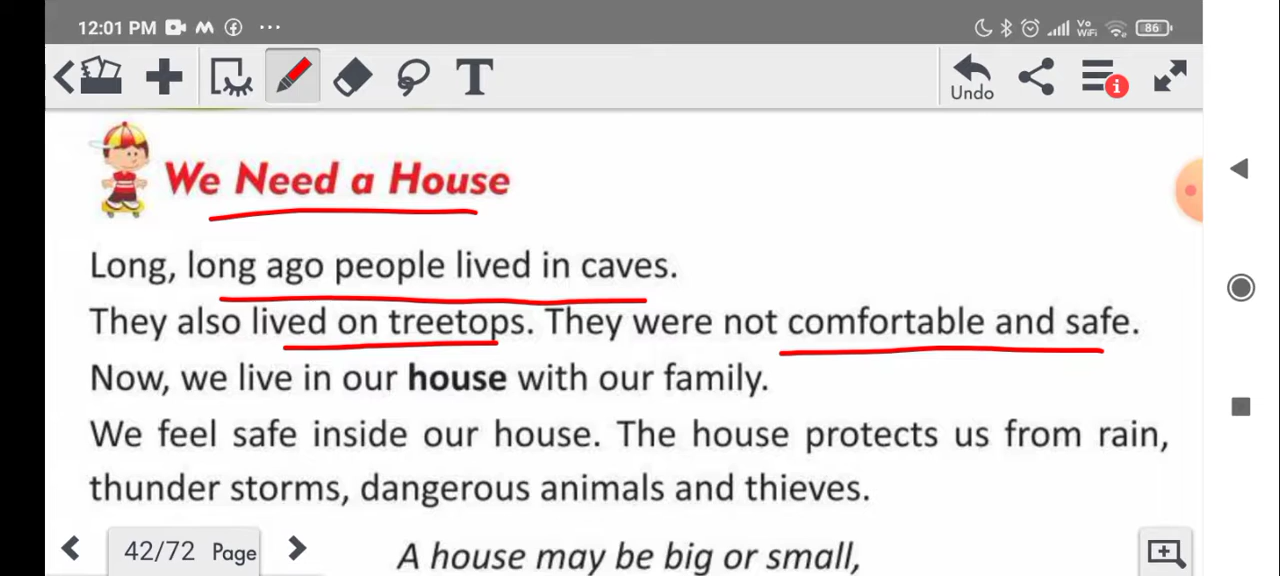 12:01 PM ...
Vo WiFi 86
T
Undo
i
We Need a House
Long, long ago people lived in caves.
They also lived on treetops. They were not comfortable and safe.
Now, we live in our house with our family.
We feel safe inside our house. The house protects us from rain,
thunder storms, dangerous animals and thieves.
42/72 Page
A house may be big or small,